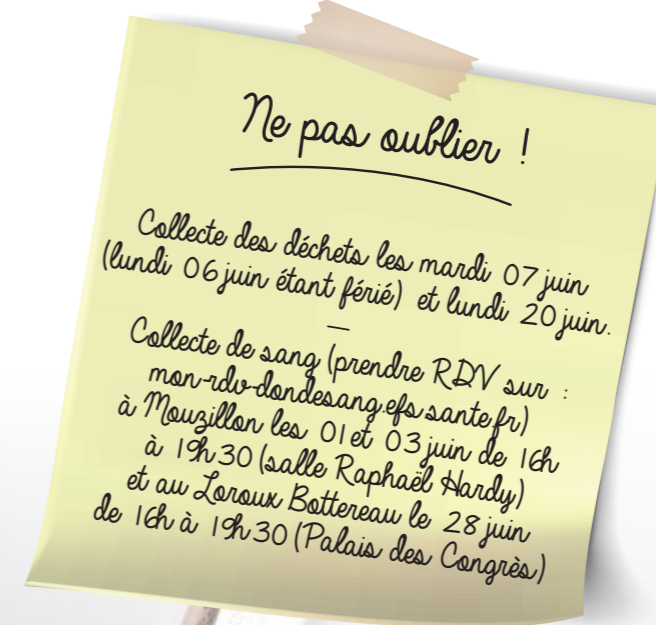 Ne pas oublier !
Collecte des déchets les mardi 07 juin
(lundi 06 juin étant férié) et lundi 20 juin.
—
Collecte de sang (prendre RDV sur :
mon-rdv-dondesang.efs.sante.fr)
à Mouzillon les 01 et 03 juin de 16h
à 19h30 (salle Raphaël Hardy)
et au Loroux Bottereau le 28 juin
de 16h à 19h30 (Palais des Congrès)